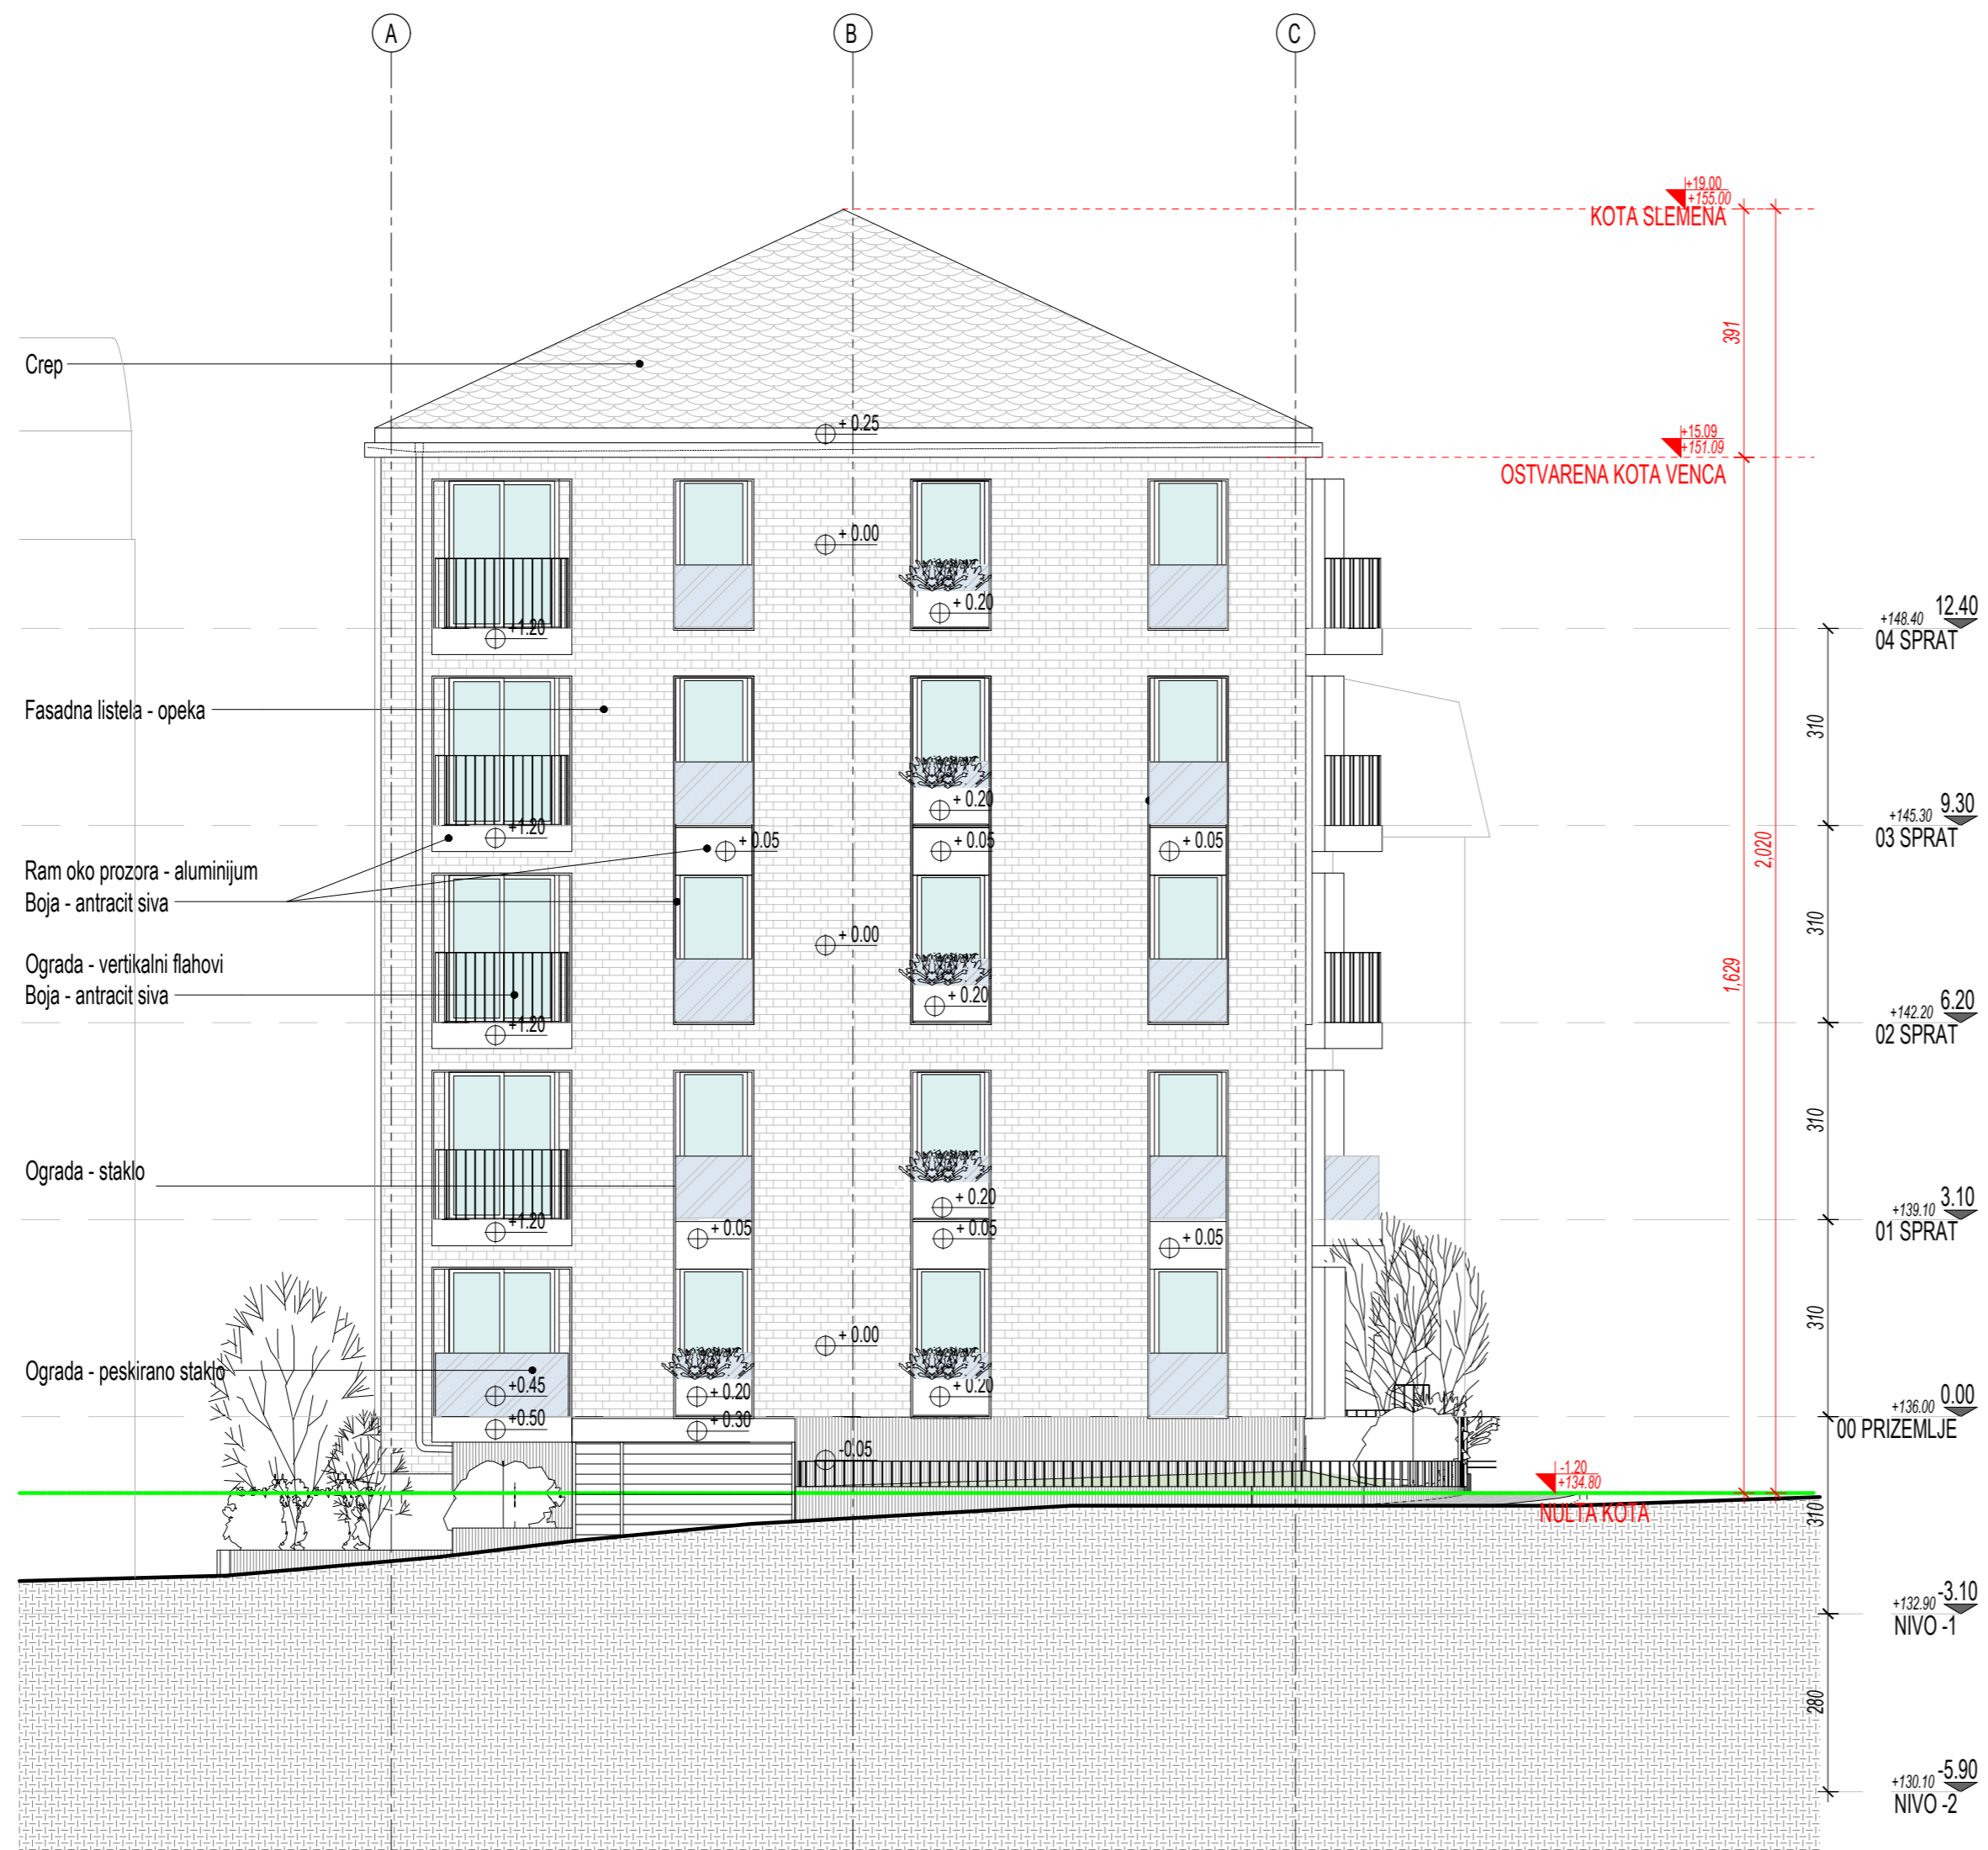 A
B
C
+19.00
+155.00
KOTA SLEMENA
391
Crep
+ 0.25
+15.09
+151.09
OSTVARENA KOTA VENCA
+ 0.00
+ 0.20
+1.20
12.40
+148.40
04 SPRAT
Fasadna listela - opeka
310
+ 0.20
+1.20
9.30
+145.30
03 SPRAT
+ 0.05
+ 0.05
+ 0.05
2,020
Ram oko prozora - aluminijum
Boja - antracit siva
310
+ 0.00
Ograda - vertikalni flahovi
Boja - antracit siva
1,629
+ 0.20
+1.20
6.20
+142.20
02 SPRAT
310
Ograda - staklo
+ 0.20
+1.20
3.10
+139.10
01 SPRAT
+ 0.05
+ 0.05
+ 0.05
310
+ 0.00
Ograda - peskirano staklo
+0.45
+ 0.20
+ 0.20
0.00
+136.00
00 PRIZEMLJE
+0.50
+ 0.30
-0.05
-1.20
+134.80
NULTA KOTA
310
-3.10
+132.90
NIVO -1
280
-5.90
+130.10
NIVO -2